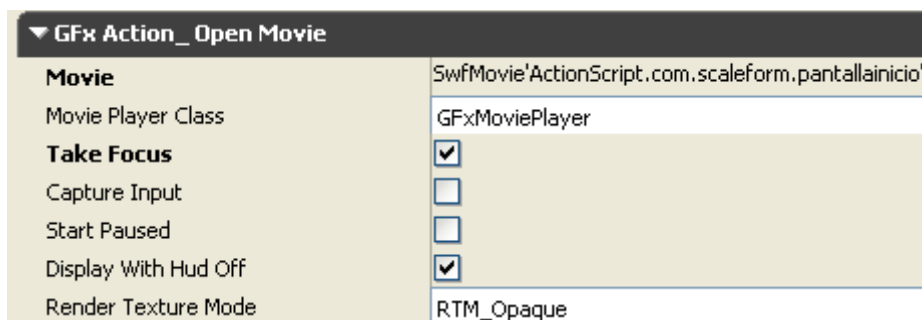 GFx Action_ Open Movie
Movie SwfMovie'ActionScript.com.scaleform.pantallainicio'
Movie Player Class GFxMoviePlayer
Take Focus
Capture Input
Start Paused
Display With Hud Off
Render Texture Mode RTM_Opaque